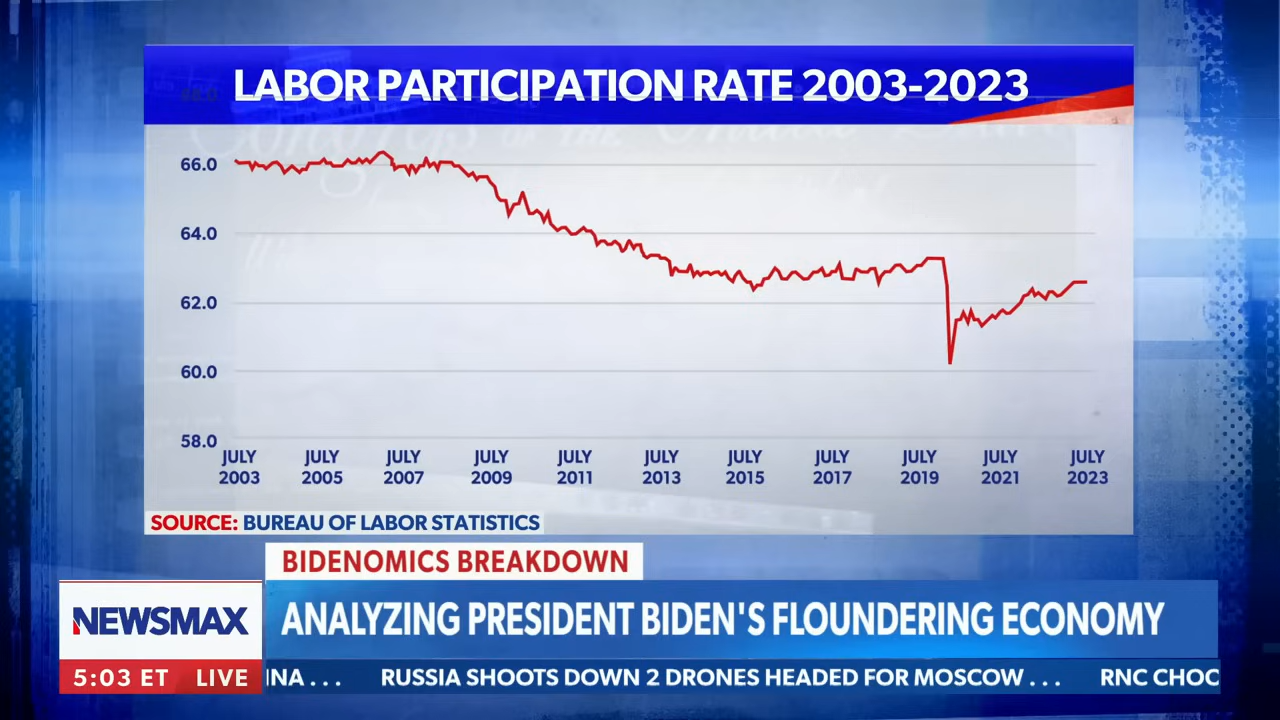 LABOR PARTICIPATION RATE 2003-2023
66.0
64.0
62.0
60.0
58.0
JULY JULY JULY JULY JULY JULY JULY JULY JULY JULY JULY
2003 2005 2007 2009 2011 2013 2015 2017 2019 2021 2023
SOURCE: BUREAU OF LABOR STATISTICS
BIDENOMICS BREAKDOWN
NEWSMAX
ANALYZING PRESIDENT BIDEN'S FLOUNDERING ECONOMY
5:03 ET LIVE
INA . . . RUSSIA SHOOTS DOWN 2 DRONES HEADED FOR MOSCOW . . . RNC CHOC